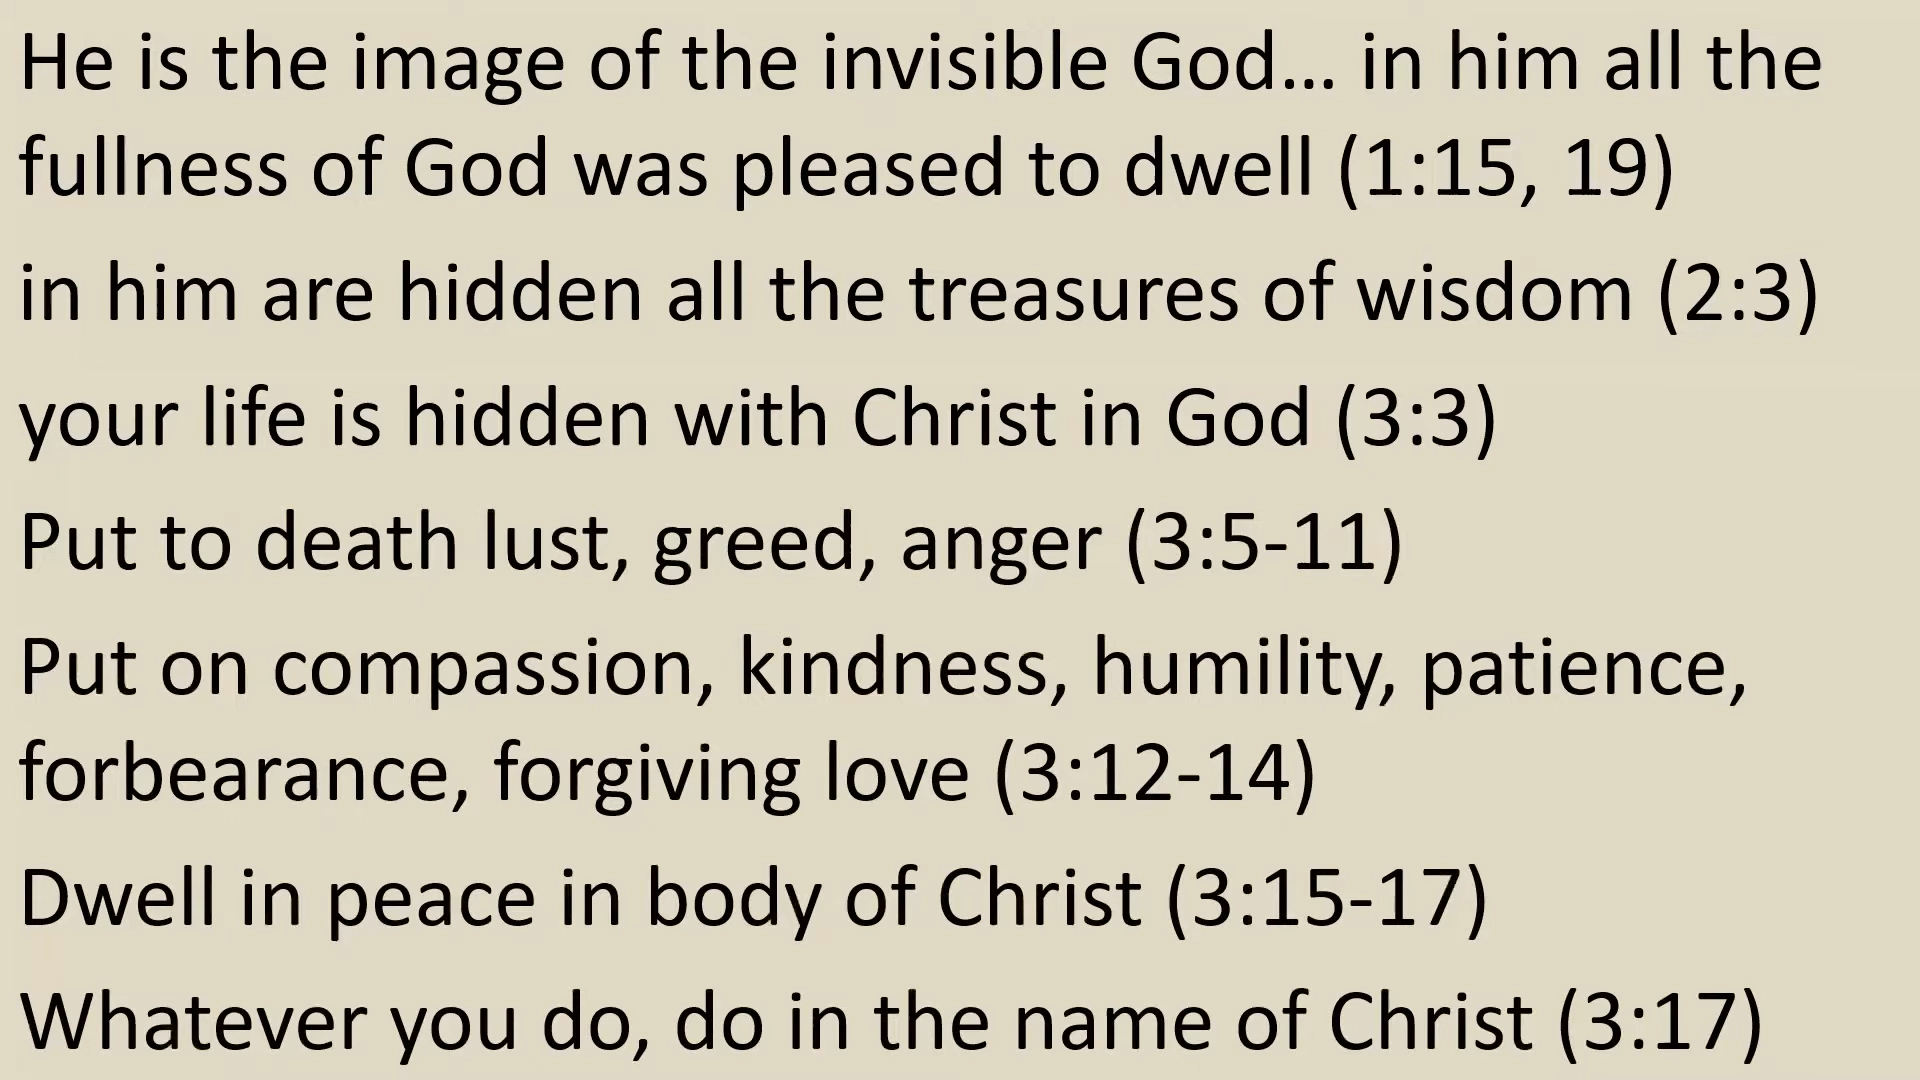 He is the image of the invisible God... in him all the
fullness of God was pleased to dwell (1:15, 19)
in him are hidden all the treasures of wisdom (2:3)
your life is hidden with Christ in God (3:3)
Put to death lust, greed, anger (3:5-11)
Put on compassion, kindness, humility, patience,
forbearance, forgiving love (3:12-14)
Dwell in peace in body of Christ (3:15-17)
Whatever you do, do in the name of Christ (3:17)